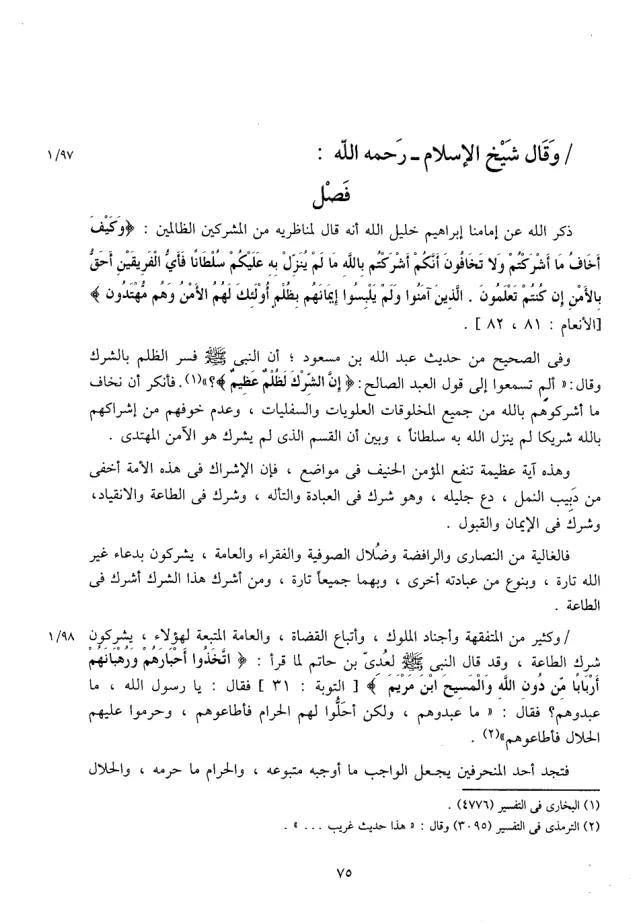 / وَقَال شَيْخ الإسلام ـ رَحمه اللّه :
١/٩٧
فَصْل
ذكر الله عن إمامنا إبراهيم خليل الله أنه قال لمناظريه من المشركين الظالمين : ﴿وَكَيْفَ
أَخَافُ مَا أَشْرَكْتُمْ وَلا تَخَافُونَ أَنَّكُمْ أَشْرَكْتُم بِاللَّهِ مَا لَمْ يُنَزِّلْ بِهِ عَلَيْكُمْ سُلْطَانًا فَأَيُّ الْفَرِيقَيْنِ أَحَقُّ
بِالأَمْنِ إِن كُنتُمْ تَعْلَمُونَ . الَّذِينَ آمَنُوا وَلَمْ يَلْبِسُوا إِيمَانَهُم بِظُلْمٍ أُوْلَئِكَ لَهُمُ الأَمْنُ وَهُم مُّهْتَدُون ﴾
[الأنعام : ٨١ ، ٨٢ ] .
وفى الصحيح من حديث عبد الله بن مسعود ؛ أن النبى ﷺ فسر الظلم بالشرك
وقال:« ألم تسمعوا إلى قول العبد الصالح:﴿ إِنَّ الشِّرْكَ لَظُلْمٌ عَظِيمٌ ﴾؟»(١).فأنكر أن نخاف
ما أشركوهم بالله من جميع المخلوقات العلويات والسفليات ، وعدم خوفهم من إشراكهم
بالله شريكا لم ينزل الله به سلطاناً ، وبين أن القسم الذى لم يشرك هو الآمن المهتدى .
وهذه آية عظيمة تنفع المؤمن الحنيف فى مواضع ، فإن الإشراك فى هذه الأمة أخفى
من دَبِيب النمل ، دع جليله ، وهو شرك فى العبادة والتأله ، وشرك فى الطاعة والانقياد،
وشرك فى الإيمان والقبول .
فالغالية من النصارى والرافضة وضُلال الصوفية والفقراء والعامة ، يشركون بدعاء غير
الله تارة ، وبنوع من عبادته أخرى ، وبهما جميعاً تارة ، ومن أشرك هذا الشرك أشرك فى
الطاعة .
/ وكثير من المتفقهة وأجناد الملوك ، وأتباع القضاة ، والعامة المتبعة لهؤلاء ، يشركون
١/٩٨
شرك الطاعة ، وقد قال النبى ﷺ لعدىّ بن حاتم لما قرأ : ﴿ اتَّخَذُوا أَحْبَارَهُمْ وَرُهْبَانَهُمْ
أَرْبَابًا مِّن دُونِ اللَّهِ وَالْمَسِيحَ ابْنَ مَرْيَمَ ﴾ [ التوبة : ٣١ ] فقال : يا رسول الله ، ما
عبدوهم؟ فقال : « ما عبدوهم ، ولكن أحلُّوا لهم الحرام فأطاعوهم ، وحرموا عليهم
الحلال فأطاعوهم»(٢) .
فتجد أحد المنحرفين يجعل الواجب ما أوجبه متبوعه ، والحرام ما حرمه ، والحلال
(١) البخارى فى التفسير (٤٧٧٦) .
(٢) الترمذى فى التفسير (٣٠٩٥) وقال : « هذا حديث غريب ... » .
٧٥